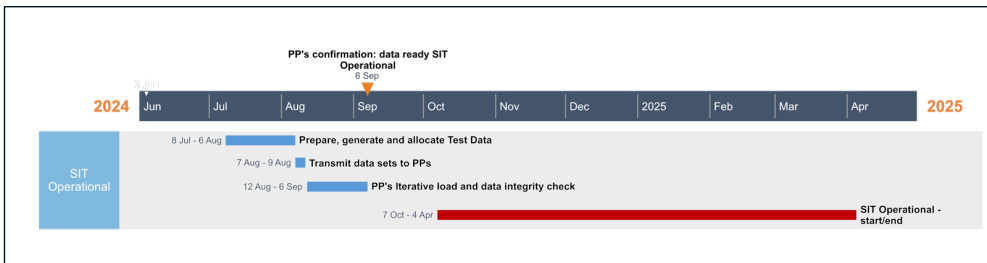 PP's confirmation: data ready SIT
Operational
6 Sep
2024
Jun
Jul
Aug
Sep
Oct
Nov
Dec
2025
Feb
Mar
Apr
2025
SIT
Operational
8 Jul - 6 Aug
Prepare, generate and allocate Test Data
7 Aug - 9 Aug
Transmit data sets to PPs
12 Aug - 6 Sep
PP's Iterative load and data integrity check
7 Oct - 4 Apr
SIT Operational -
start/end